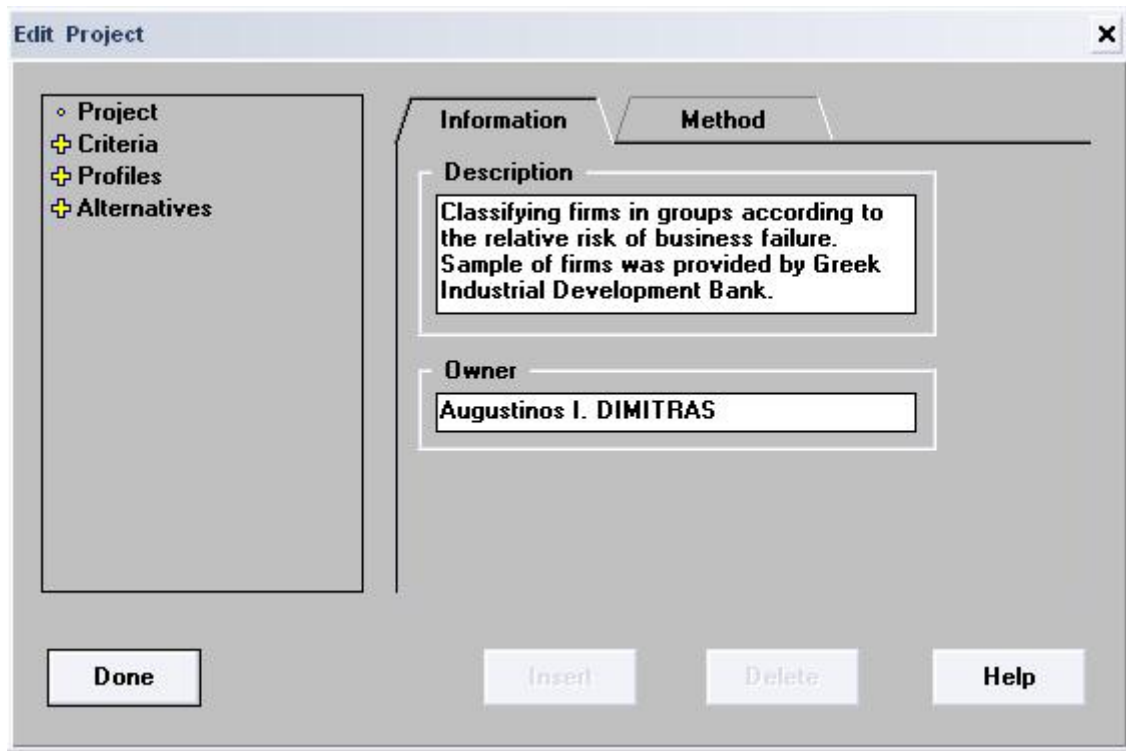 Edit Project
Project
Criteria
Profiles
Alternatives
Information
Method
Description
Classifying firms in groups according to
the relative risk of business failure.
Sample of firms was provided by Greek
Industrial Development Bank.
Owner
Augustinos I. DIMITRAS
Done
Insert
Delete
Help